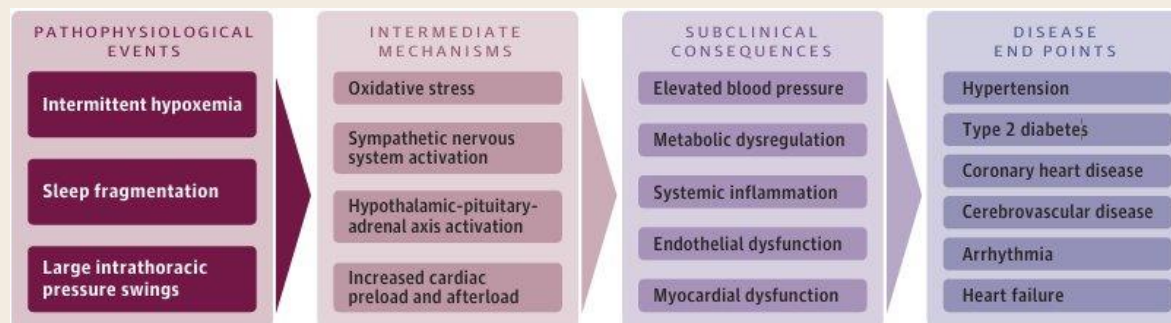 PATHOPHYSIOLOGICAL
EVENTS
Intermittent hypoxemia
Sleep fragmentation
Large intrathoracic
pressure swings
INTERMEDIATE
MECHANISMS
Oxidative stress
Sympathetic nervous
system activation
Hypothalamic-pituitary-
adrenal axis activation
Increased cardiac
preload and afterload
SUBCLINICAL
CONSEQUENCES
Elevated blood pressure
Metabolic dysregulation
Systemic inflammation
Endothelial dysfunction
Myocardial dysfunction
DISEASE
END POINTS
Hypertension
Type 2 diabetes
Coronary heart disease
Cerebrovascular disease
Arrhythmia
Heart failure